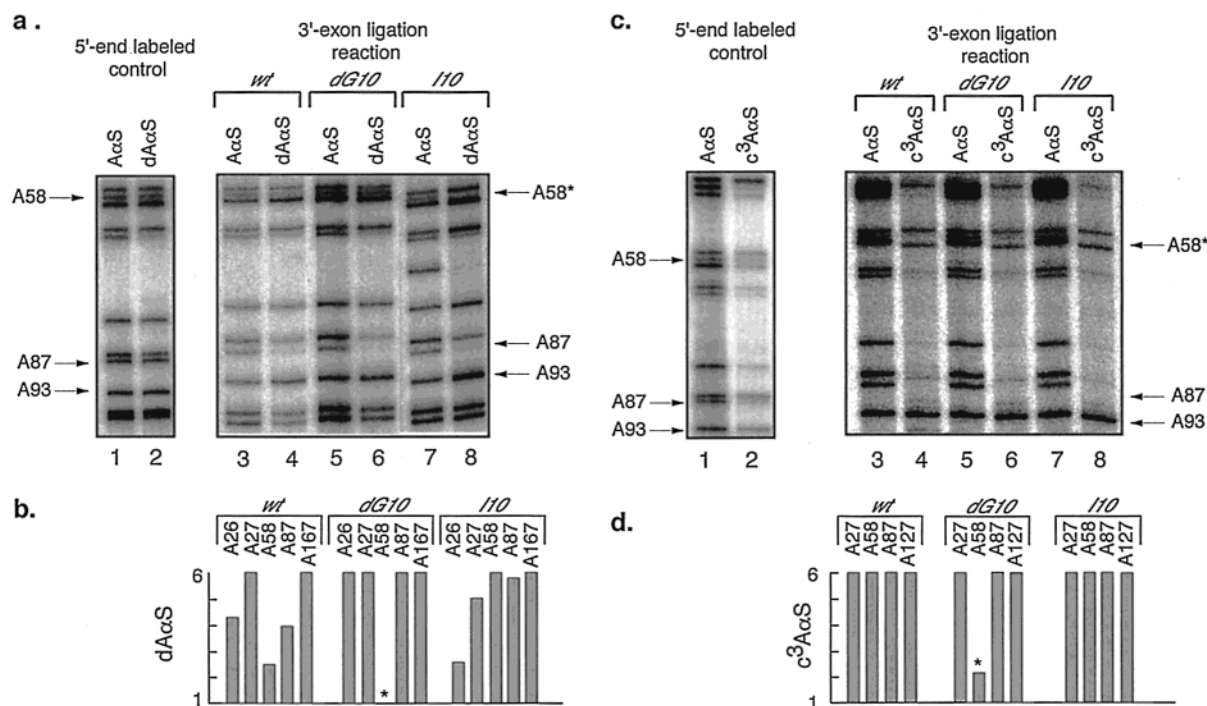 a .
5'-end labeled
control
3'-exon ligation
reaction
wt dG10 I10
AαS dAαS
AαS dAαS AαS dAαS AαS dAαS
A58
A58*
A87
A87
A93
A93
1 2 3 4 5 6 7 8
b.
wt dG10 I10
A26 A27 A58 A87 A167 A26 A27 A58 A87 A167 A26 A27 A58 A87 A167
dAαS
6
*
1
c .
5'-end labeled
control
3'-exon ligation
reaction
wt dG10 I10
AαS c³AαS
AαS c³AαS AαS c³AαS AαS c³AαS
A58*
A58
A87
A87
A93
A93
1 2 3 4 5 6 7 8
d.
wt dG10 I10
A27 A58 A87 A127 A27 A58 A87 A127 A27 A58 A87 A127
c³AαS
6
*
1